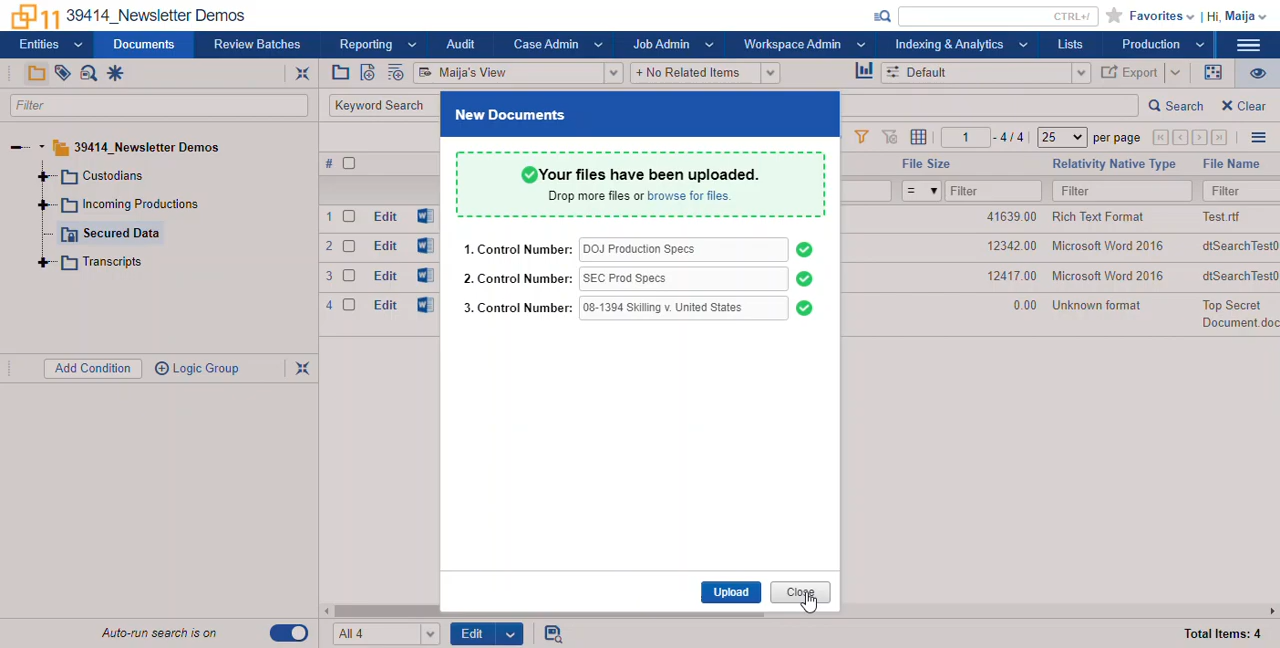 11 39414_Newsletter Demos
CTRL+/
Favorites
Hi, Maija
Entities Documents Review Batches Reporting Audit Case Admin Job Admin Workspace Admin Indexing & Analytics Lists Production
Maija's View
+ No Related Items
Default
Export
Filter
Keyword Search
Search
Clear
39414_Newsletter Demos
Custodians
Incoming Productions
Secured Data
Transcripts
1 - 4 / 4 25 per page
# File Size Relativity Native Type File Name
= Filter Filter Filter
1 Edit 41639.00 Rich Text Format Test.rtf
2 Edit 12342.00 Microsoft Word 2016 dtSearchTest0
3 Edit 12417.00 Microsoft Word 2016 dtSearchTest0
4 Edit 0.00 Unknown format Top Secret
Document.doc
Add Condition
Logic Group
New Documents
Your files have been uploaded.
Drop more files or browse for files.
1. Control Number: DOJ Production Specs
2. Control Number: SEC Prod Specs
3. Control Number: 08-1394 Skilling v. United States
Upload Close
Auto-run search is on
All 4
Edit
Total Items: 4